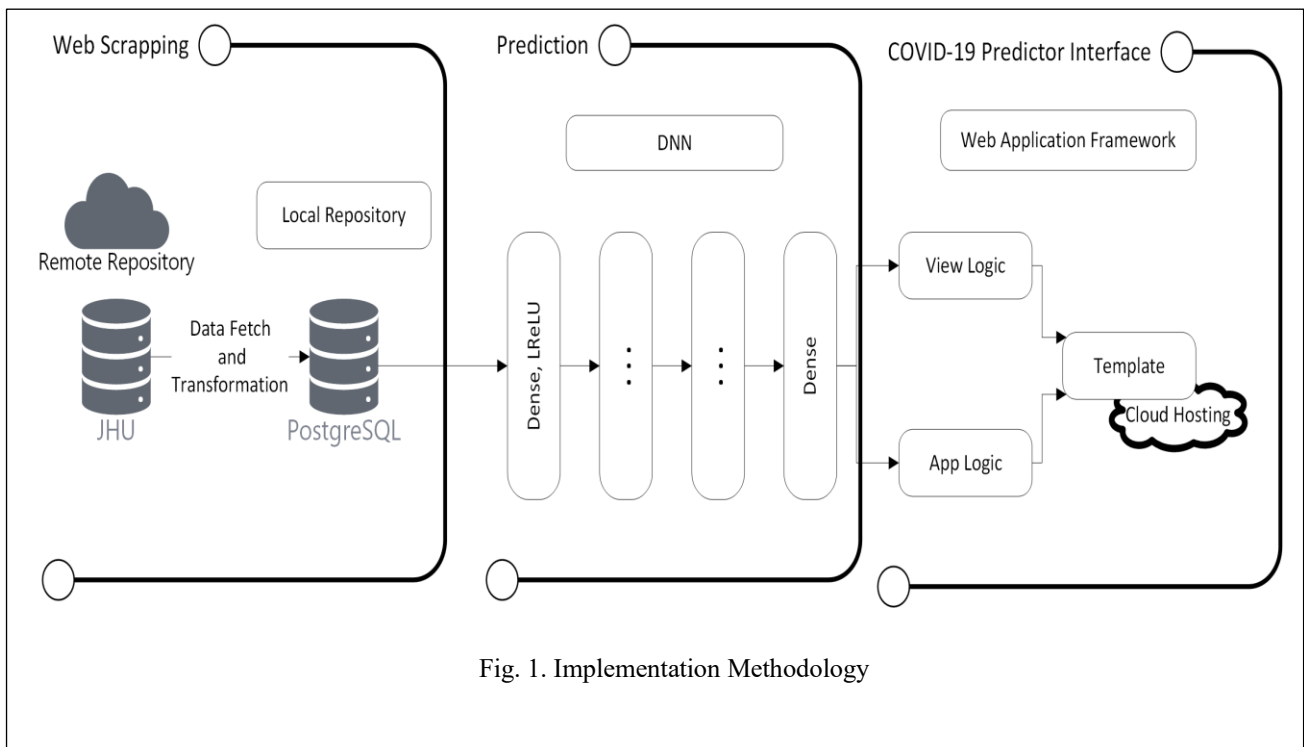 Web Scrapping
Prediction
COVID-19 Predictor Interface
DNN
Web Application Framework
Local Repository
Remote Repository
Data Fetch
and
Transformation
JHU
PostgreSQL
Dense, LReLU
...
...
Dense
View Logic
Template
Cloud Hosting
App Logic
Fig. 1. Implementation Methodology